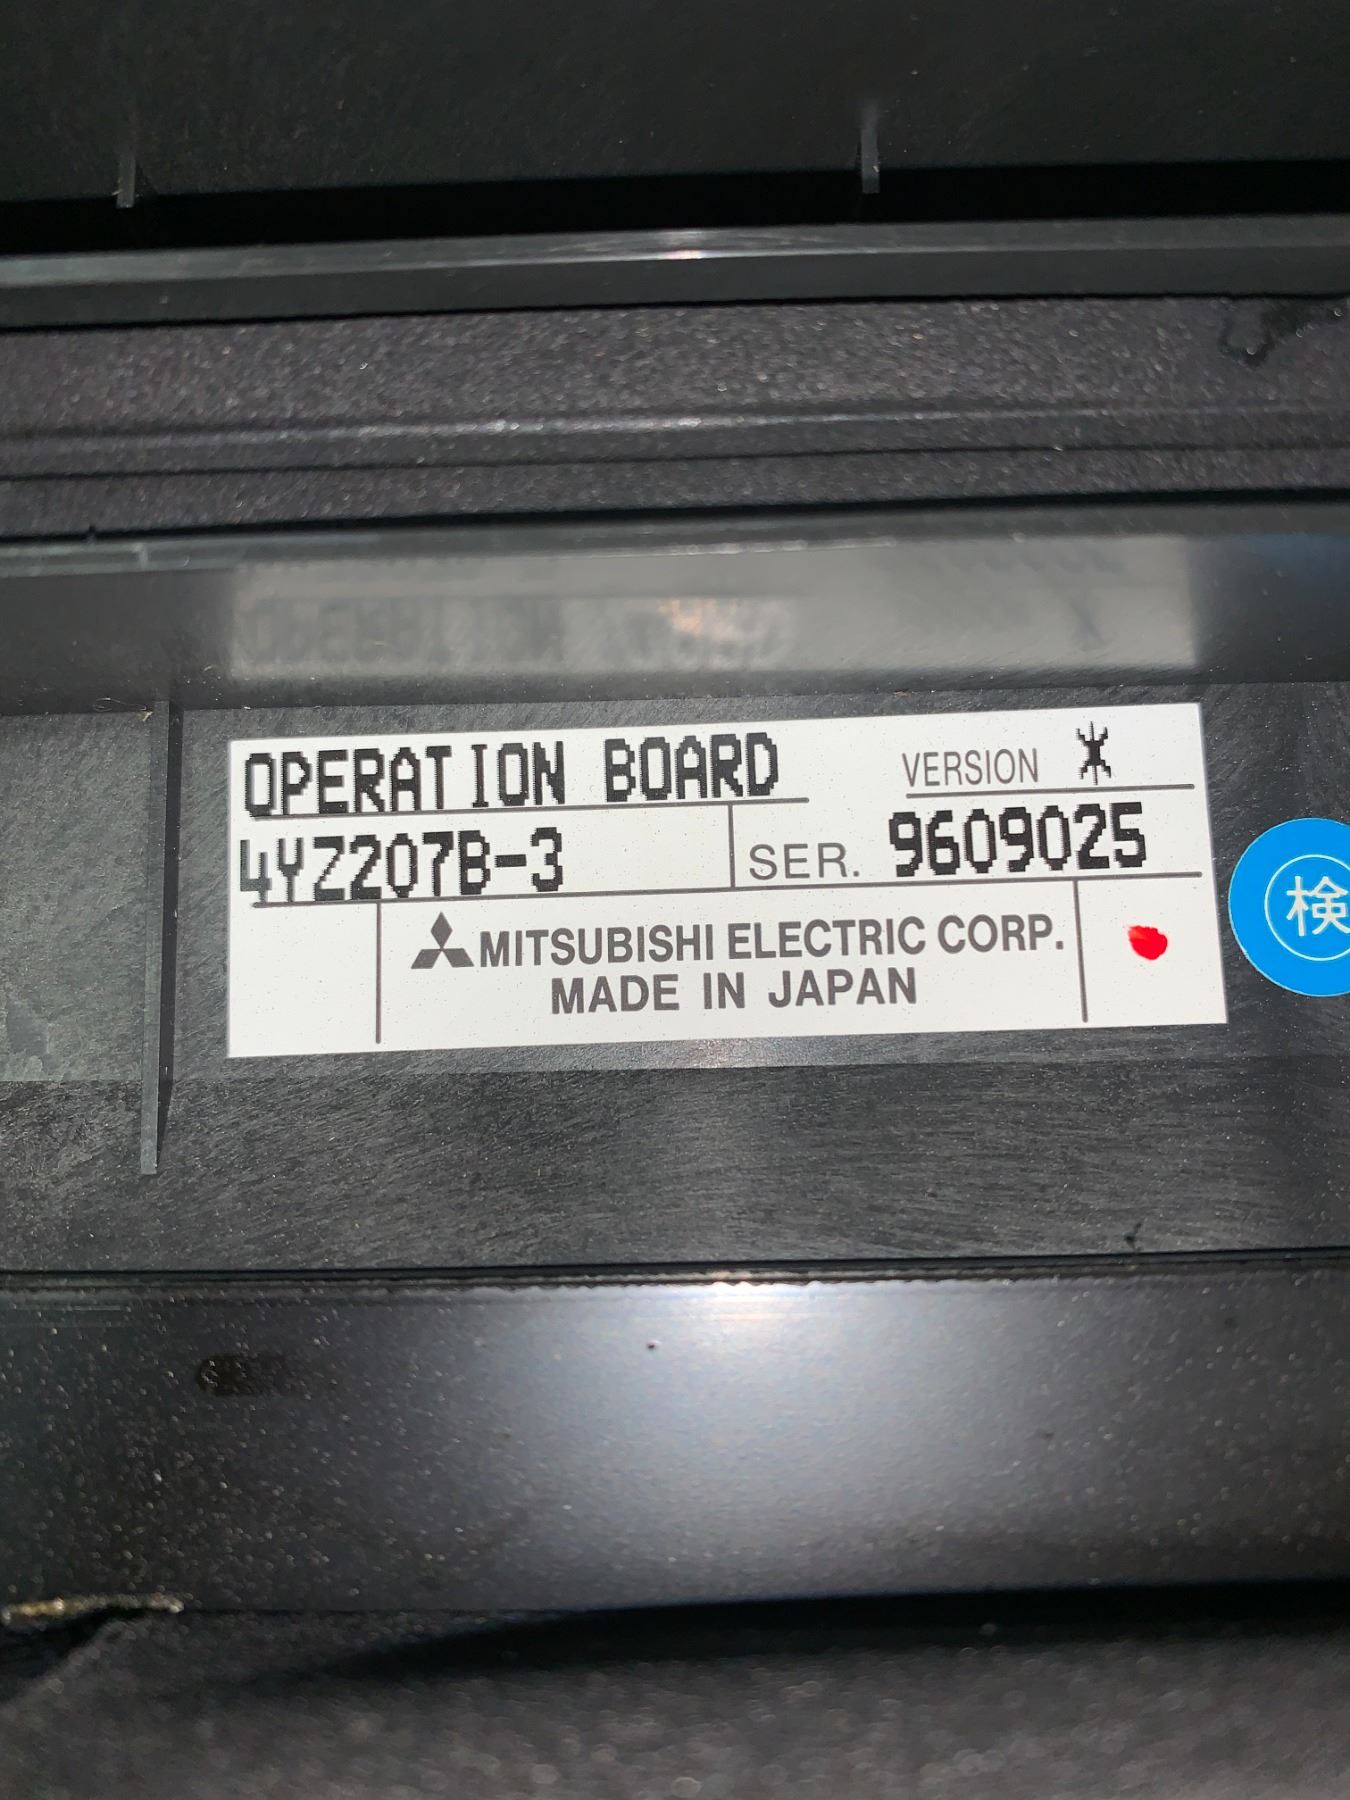 OPERATION BOARD VERSION *
4YZ207B-3 SER. 9609025
MITSUBISHI ELECTRIC CORP.
MADE IN JAPAN
検